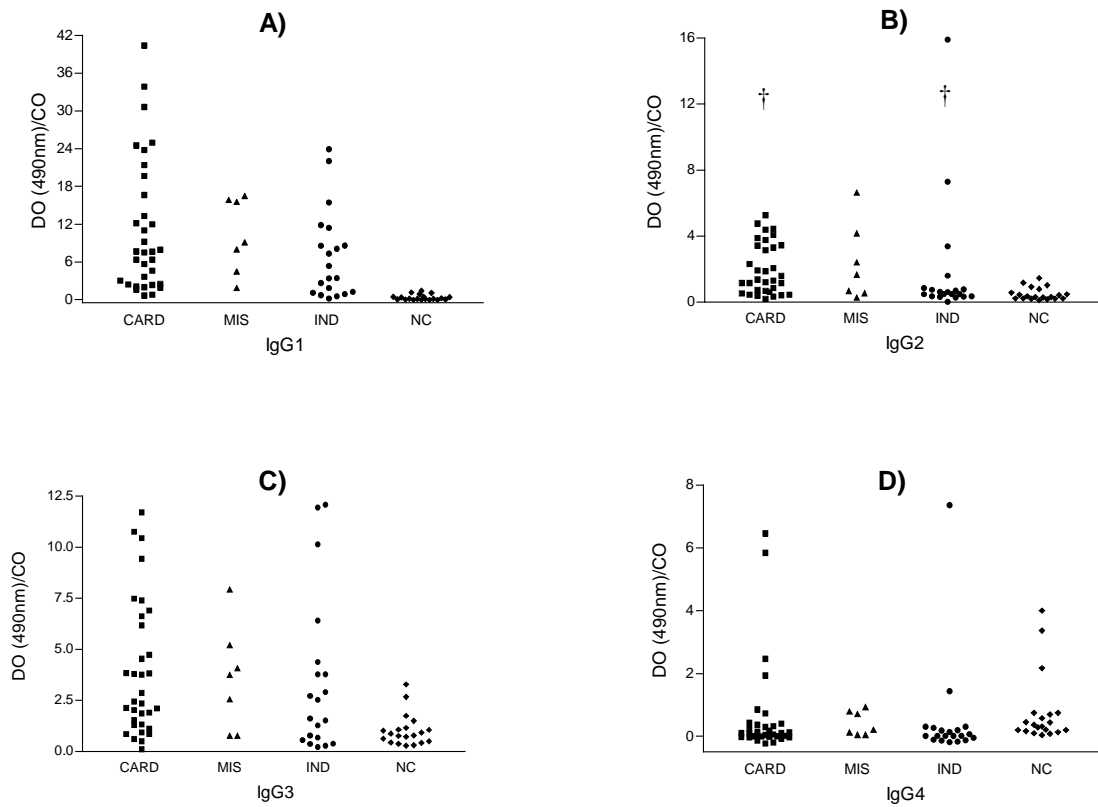 A)
DO (490nm)/CO
42
36
30
24
18
12
6
0
CARD MIS IND NC
IgG1
B)
DO (490nm)/CO
16
12
8
4
0
† †
CARD MIS IND NC
IgG2
C)
DO (490nm)/CO
12.5
10.0
7.5
5.0
2.5
0.0
CARD MIS IND NC
IgG3
D)
DO (490nm)/CO
8
6
4
2
0
CARD MIS IND NC
IgG4